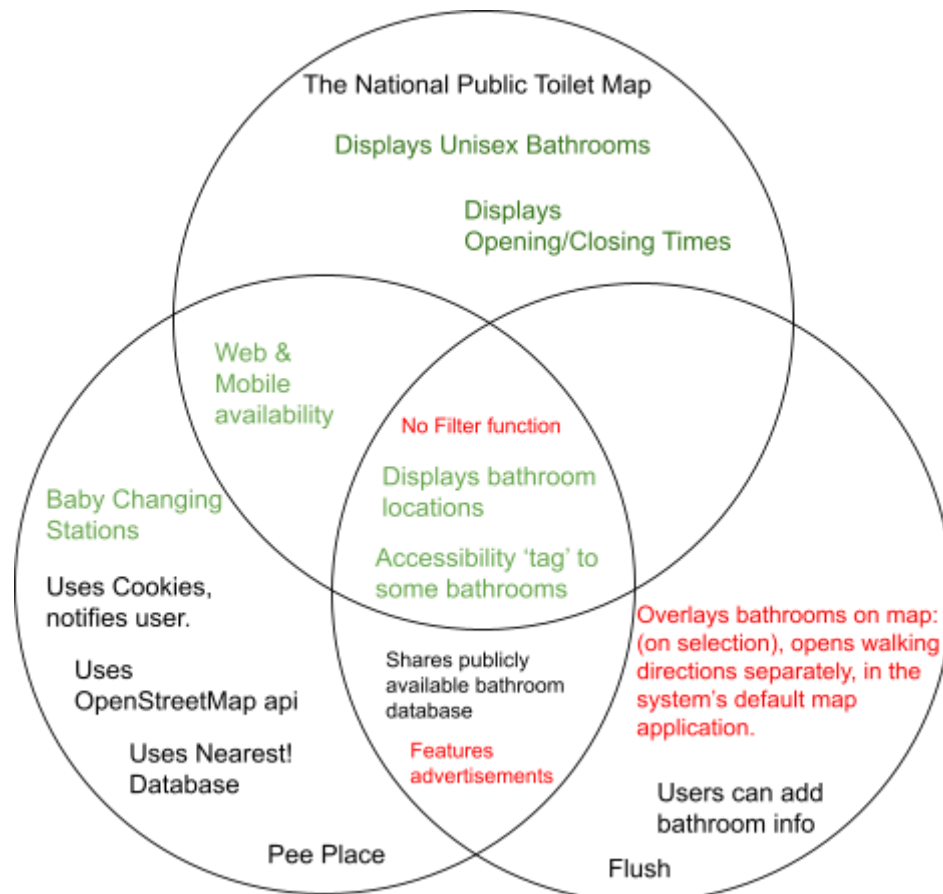 The National Public Toilet Map
Displays Unisex Bathrooms
Displays
Opening/Closing Times
Web &
Mobile
availability
No Filter function
Displays bathroom
locations
Accessibility ‘tag’ to
some bathrooms
Baby Changing
Stations
Uses Cookies,
notifies user.
Uses
OpenStreetMap api
Uses Nearest!
Database
Pee Place
Shares publicly
available bathroom
database
Features
advertisements
Overlays bathrooms on map:
(on selection), opens walking
directions separately, in the
system’s default map
application.
Users can add
bathroom info
Flush